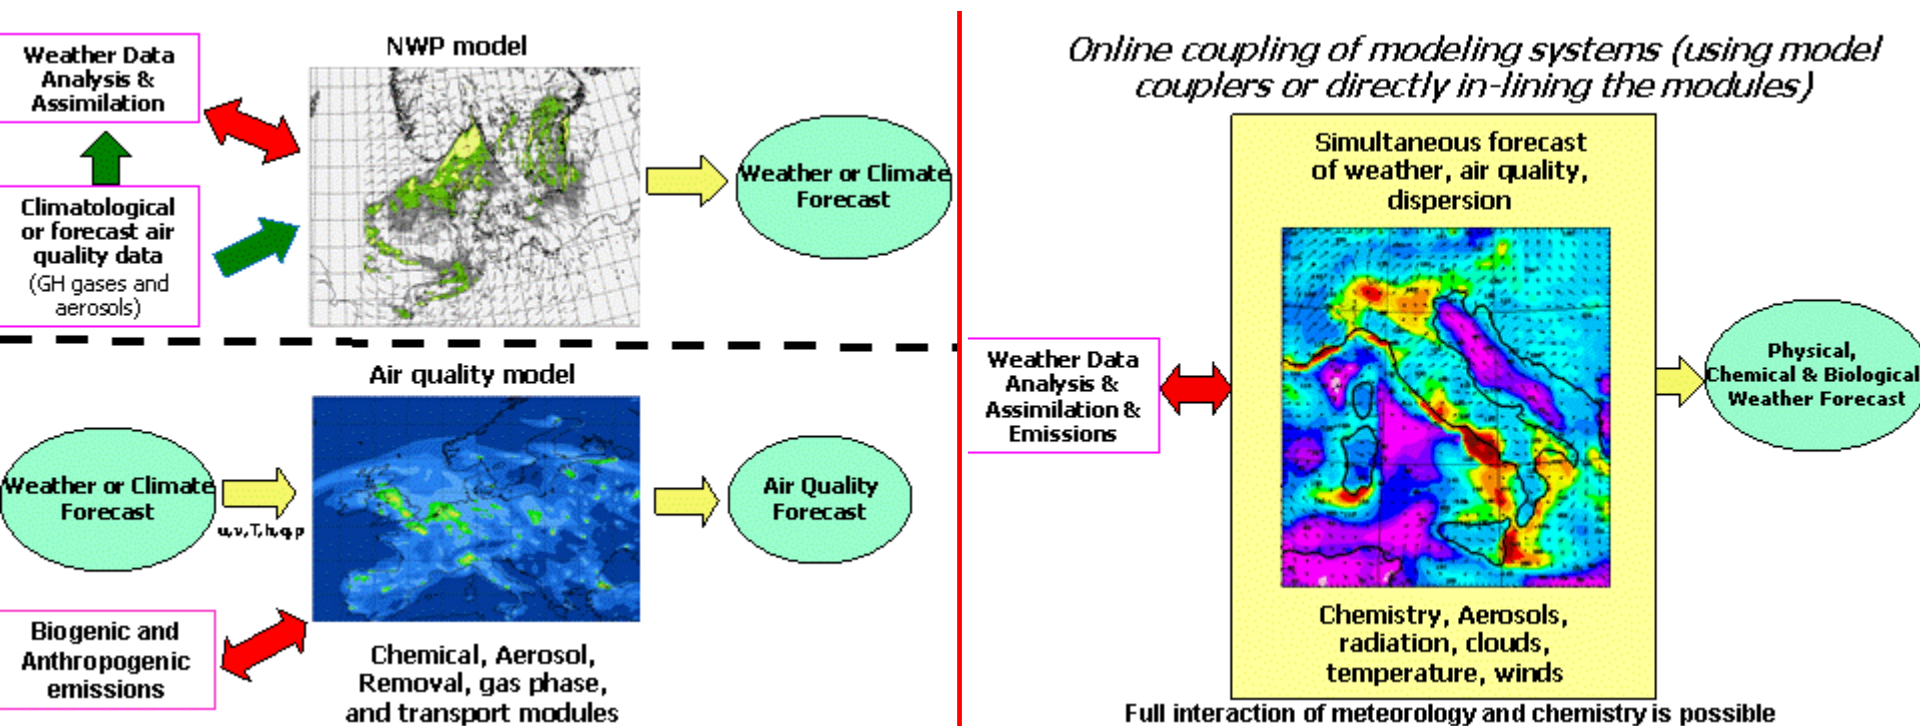 Weather Data
Analysis &
Assimilation
NWP model
Climatological
or forecast air
quality data
(GH gases and
aerosols)
Weather or Climate
Forecast
Air quality model
Weather or Climate
Forecast
u,v,T,h,q,p
Air Quality
Forecast
Biogenic and
Anthropogenic
emissions
Chemical, Aerosol,
Removal, gas phase,
and transport modules
Online coupling of modeling systems (using model
couplers or directly in-lining the modules)
Simultaneous forecast
of weather, air quality,
dispersion
Weather Data
Analysis &
Assimilation &
Emissions
Physical,
Chemical & Biological
Weather Forecast
Chemistry, Aerosols,
radiation, clouds,
temperature, winds
Full interaction of meteorology and chemistry is possible